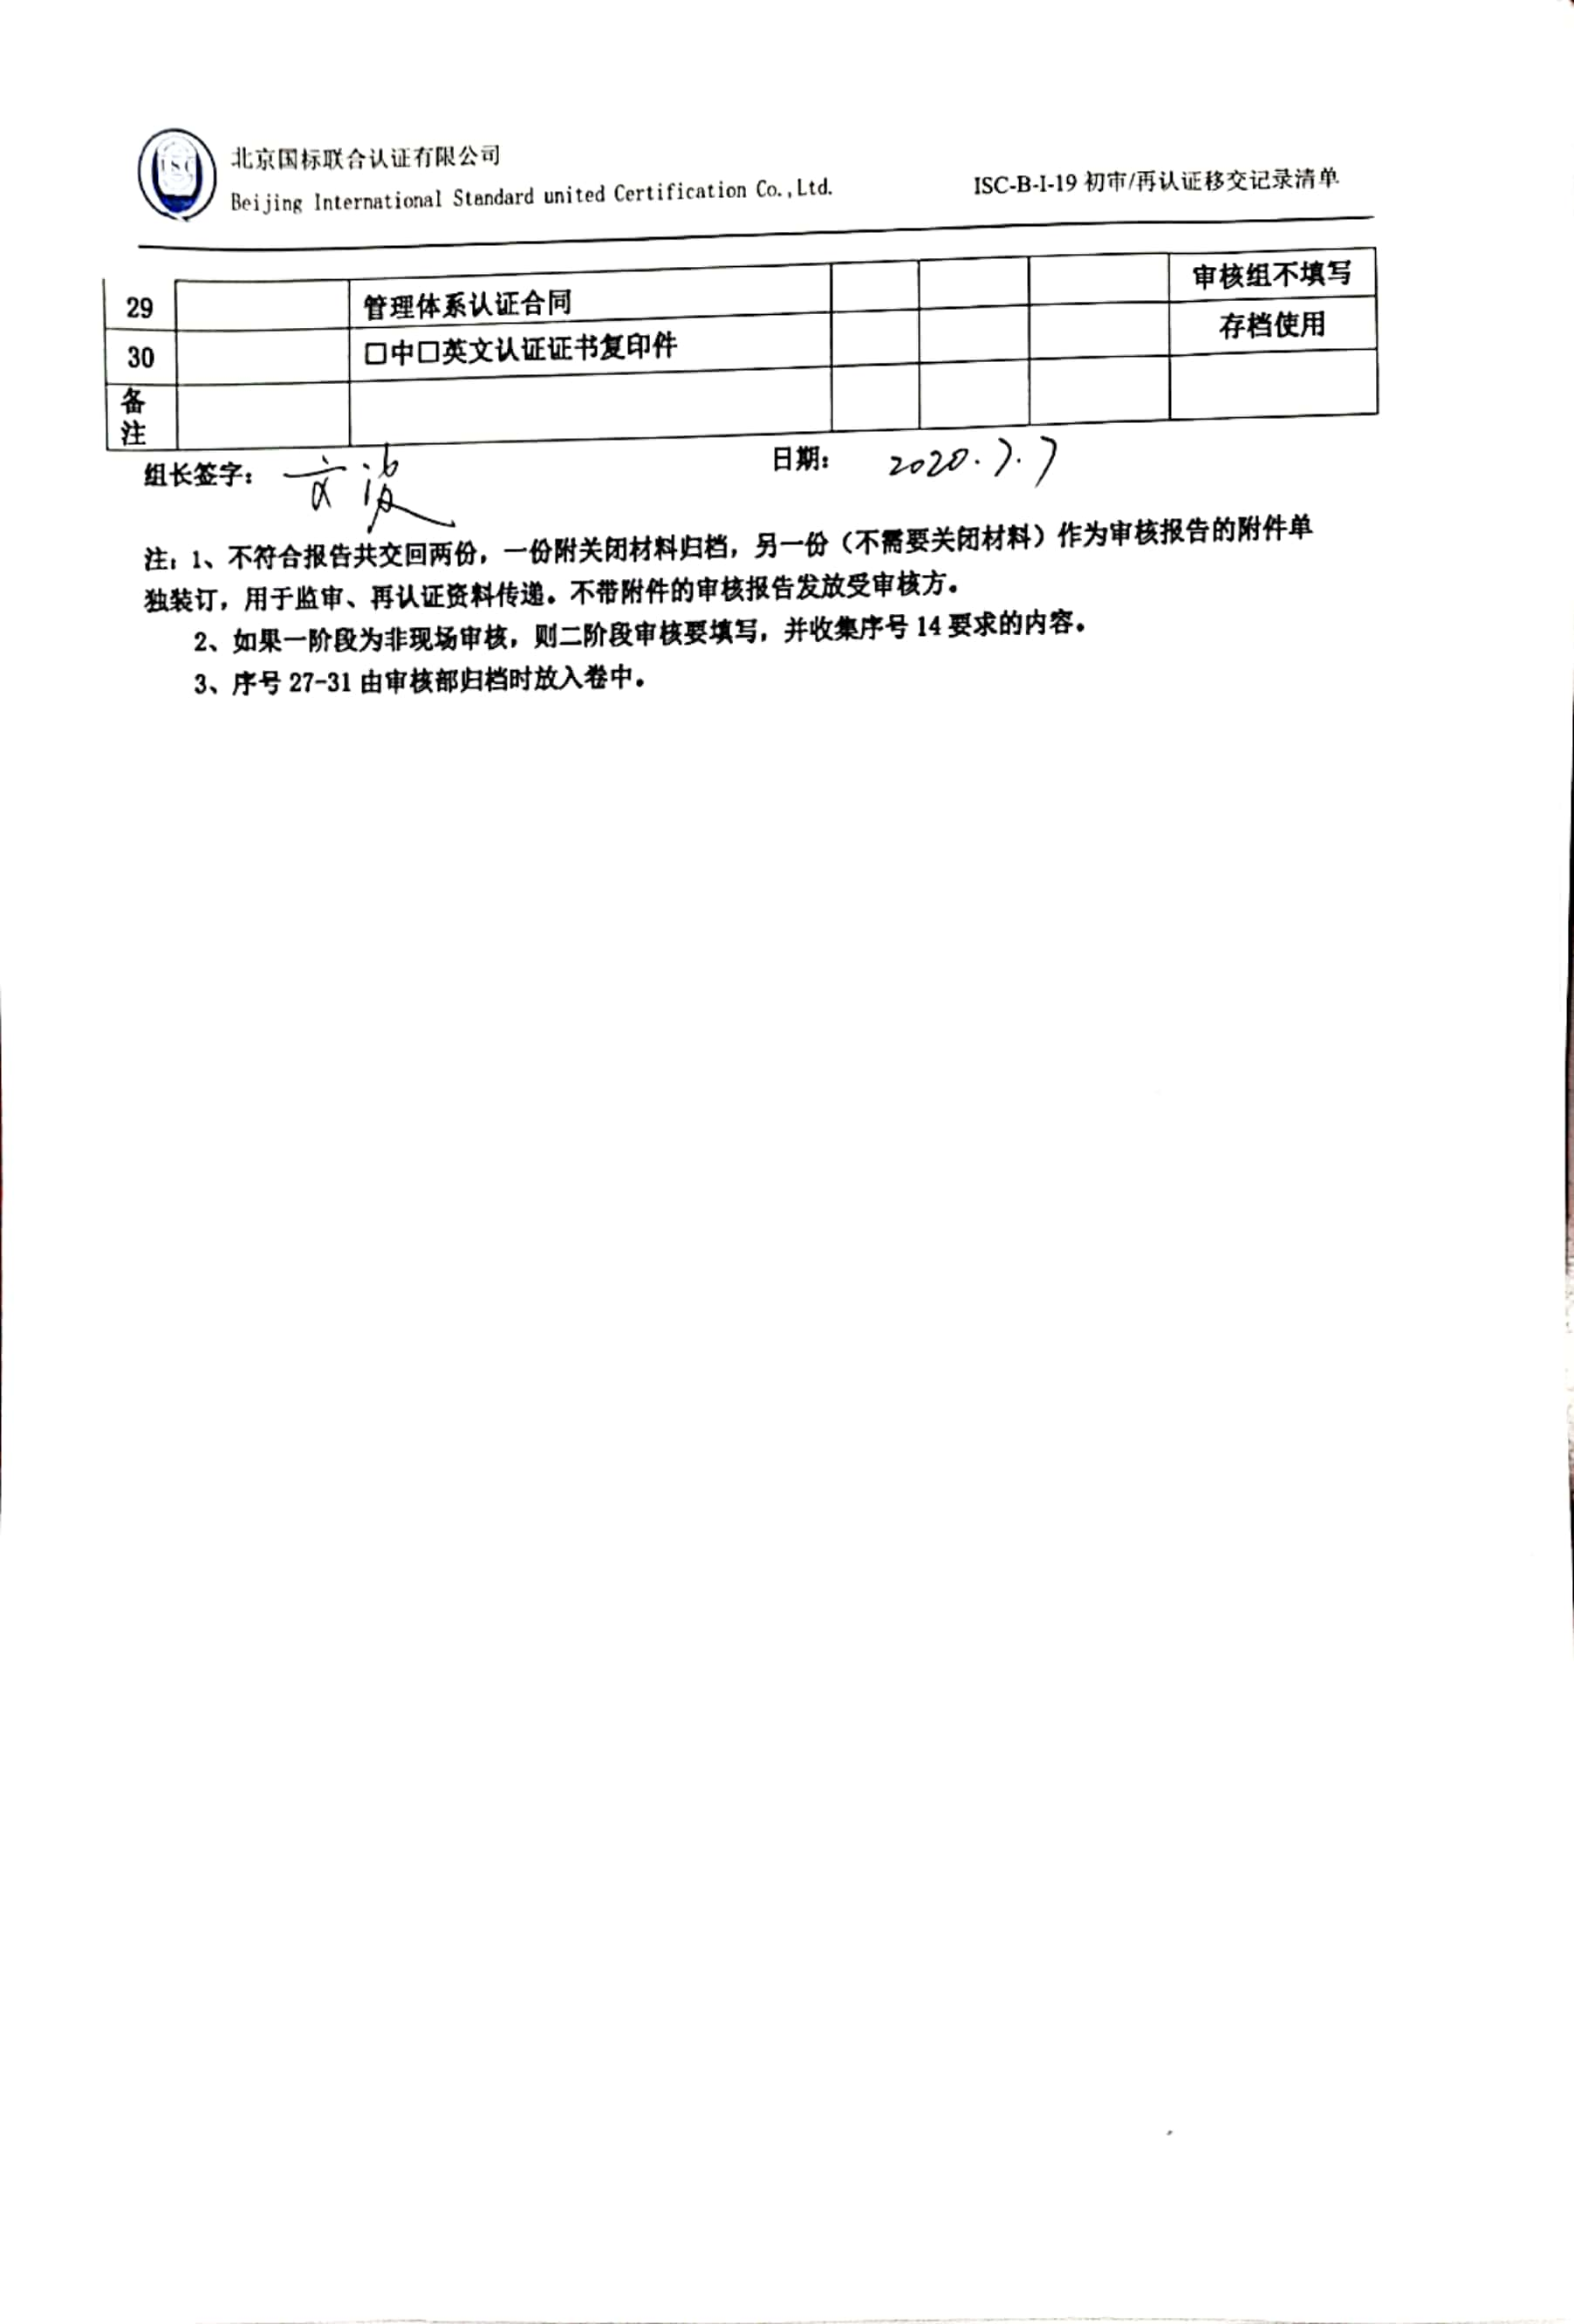 ISC
北京国标联合认证有限公司
Beijing International Standard united Certification Co.,Ltd.
ISC-B-I-19 初市/再认证移交记录清单
29 管理体系认证合同 审核组不填写
30 口中口英文认证证书复印件 存档使用
备
注
组长签字: 日期: 2020.7.7
注:1、不符合报告共交回两份,一份附关闭材料归档,另一份(不需要关闭材料)作为审核报告的附件单
独装订,用于监审、再认证资料传递。不带附件的审核报告发放受审核方。
2、如果一阶段为非现场审核,则二阶段审核要填写,并收集序号 14 要求的内容。
3、序号 27-31 由审核部归档时放入卷中。